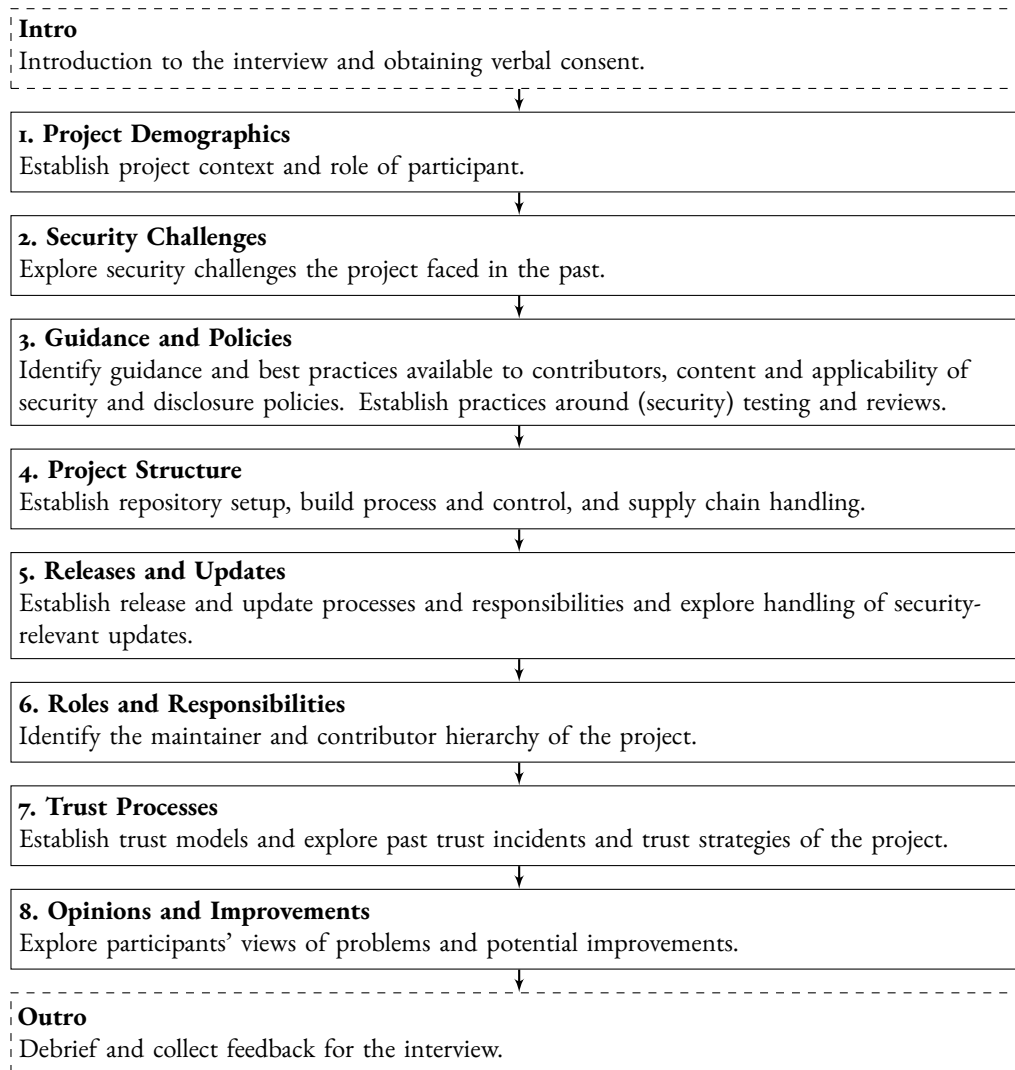 Intro
Introduction to the interview and obtaining verbal consent.
1. Project Demographics
Establish project context and role of participant.
2. Security Challenges
Explore security challenges the project faced in the past.
3. Guidance and Policies
Identify guidance and best practices available to contributors, content and applicability of
security and disclosure policies. Establish practices around (security) testing and reviews.
4. Project Structure
Establish repository setup, build process and control, and supply chain handling.
5. Releases and Updates
Establish release and update processes and responsibilities and explore handling of security-
relevant updates.
6. Roles and Responsibilities
Identify the maintainer and contributor hierarchy of the project.
7. Trust Processes
Establish trust models and explore past trust incidents and trust strategies of the project.
8. Opinions and Improvements
Explore participants’ views of problems and potential improvements.
Outro
Debrief and collect feedback for the interview.